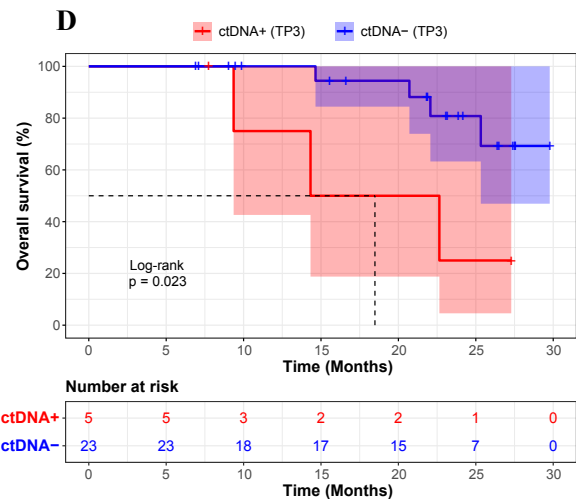 D
ctDNA+ (TP3) ctDNA− (TP3)
100
80
60
40
20
0
Overall survival (%)
Log-rank
p = 0.023
0 5 10 15 20 25 30
Time (Months)
Number at risk
ctDNA+ 5 5 3 2 2 1 0
ctDNA− 23 23 18 17 15 7 0
0 5 10 15 20 25 30
Time (Months)